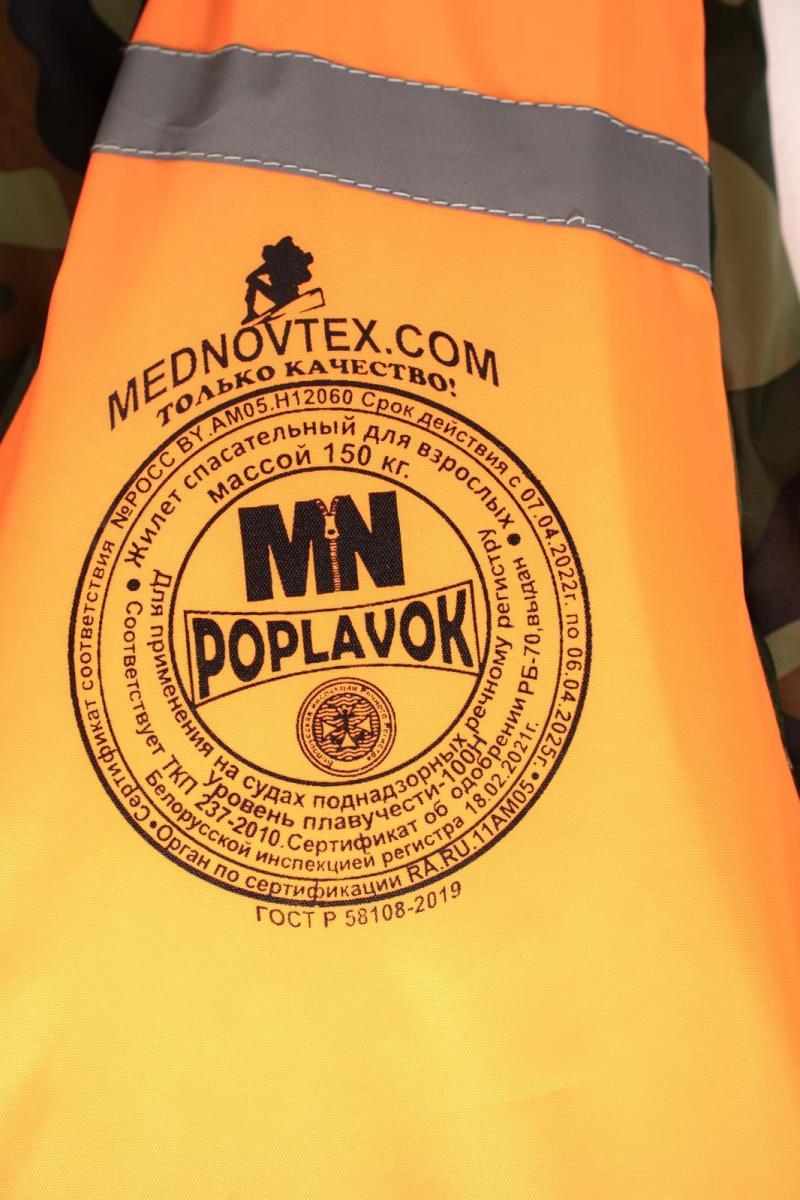 MEDNOVTEX.COM
ТОЛЬКО КАЧЕСТВО!
Сертификат соответствия №РОСС BY.АМ05.Н12060 Срок действия с 07.04.2022г. по 06.04.2025г.
Орган по сертификации RA.RU.11АМ05
Жилет спасательный для взрослых
массой 150 кг.
Для применения на судах поднадзорных речному регистру
Уровень плавучести-100Н
Соответствует ТКП 237-2010. Сертификат об одобрении РБ-70, выдан
Белорусской инспекцией регистра 18.02.2021г.
MN
POPLAVOK
ГОСТ Р 58108-2019